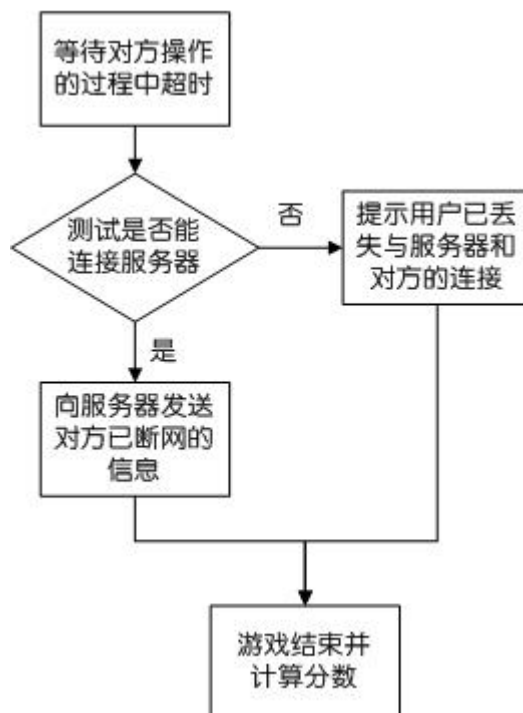 等待对方操作
的过程中超时
测试是否能
连接服务器
否
提示用户已丢
失与服务器和
对方的连接
是
向服务器发送
对方已断网的
信息
游戏结束并
计算分数